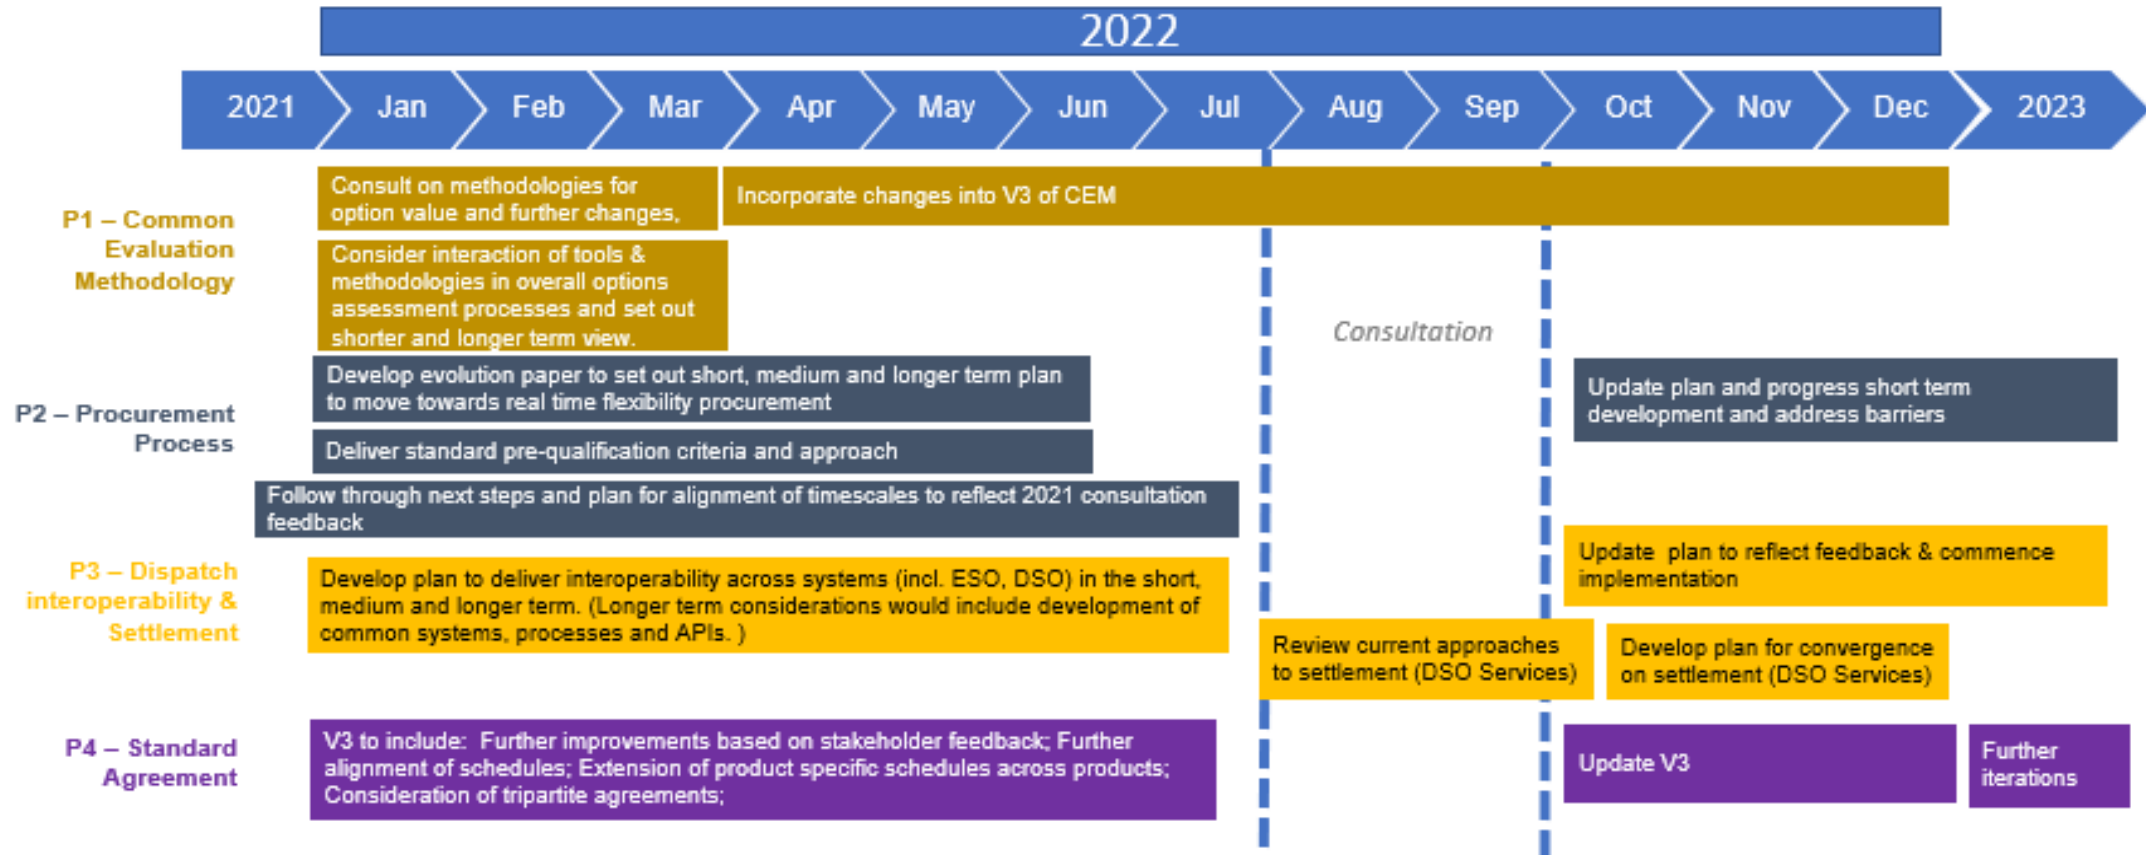 2022
2021
Jan
Feb
Mar
Apr
May
Jun
Jul
Aug
Sep
Oct
Nov
Dec
2023
P1 – Common
Evaluation
Methodology
Consult on methodologies for
option value and further changes,
Incorporate changes into V3 of CEM
Consider interaction of tools &
methodologies in overall options
assessment processes and set out
shorter and longer term view.
Consultation
P2 – Procurement
Process
Develop evolution paper to set out short, medium and longer term plan
to move towards real time flexibility procurement
Update plan and progress short term
development and address barriers
Deliver standard pre-qualification criteria and approach
Follow through next steps and plan for alignment of timescales to reflect 2021 consultation
feedback
P3 – Dispatch
interoperability &
Settlement
Develop plan to deliver interoperability across systems (incl. ESO, DSO) in the short,
medium and longer term. (Longer term considerations would include development of
common systems, processes and APIs. )
Update  plan to reflect feedback & commence
implementation
Review current approaches
to settlement (DSO Services)
Develop plan for convergence
on settlement (DSO Services)
P4 – Standard
Agreement
V3 to include:  Further improvements based on stakeholder feedback; Further
alignment of schedules; Extension of product specific schedules across products;
Consideration of tripartite agreements;
Update V3
Further
iterations